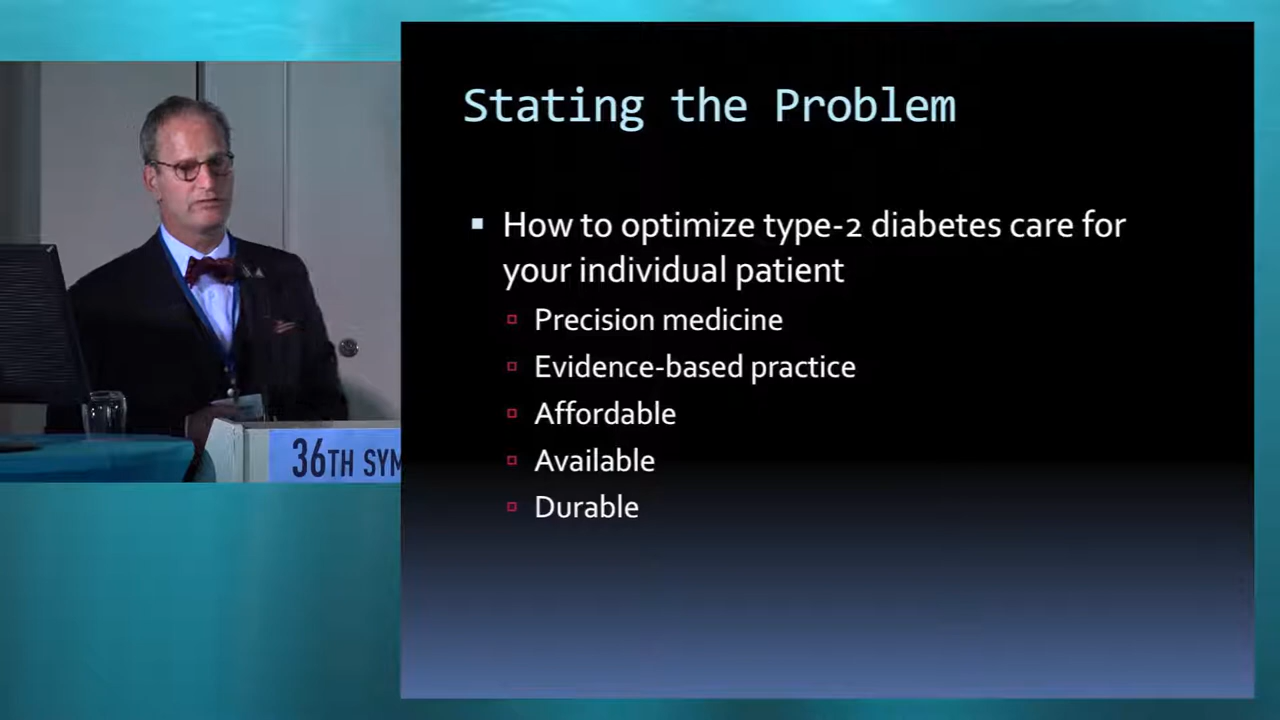 Stating the Problem
How to optimize type-2 diabetes care for
your individual patient
Precision medicine
Evidence-based practice
Affordable
Available
Durable
36TH SYM